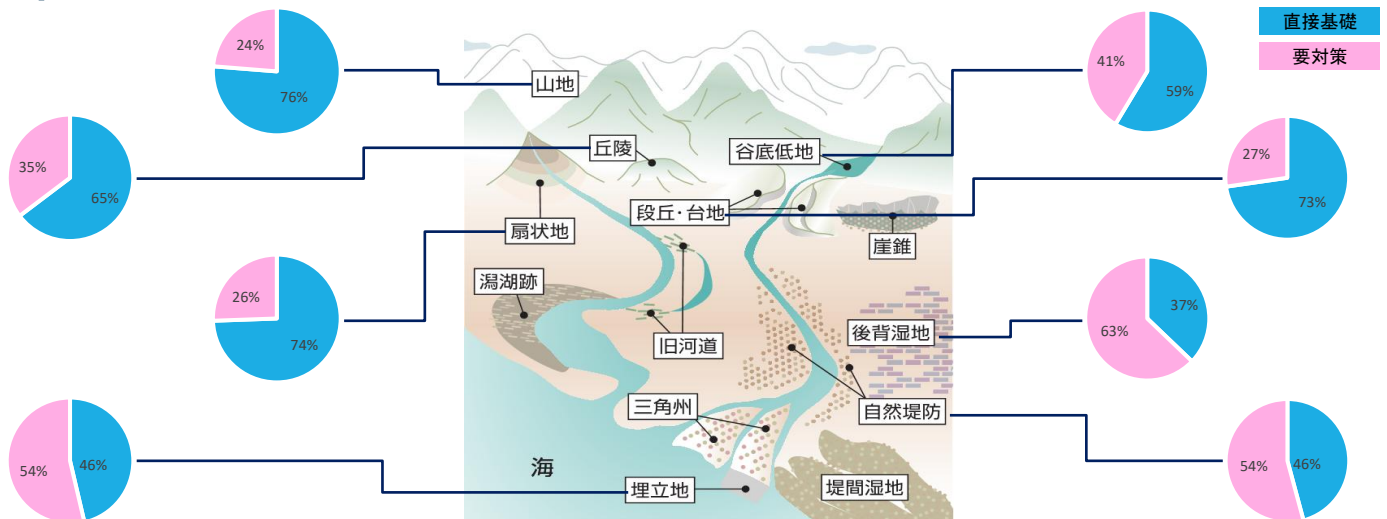 直接基礎
要対策
24%
76%
山地
41%
59%
35%
65%
丘陵
谷底低地
27%
73%
段丘・台地
扇状地
崖錐
26%
74%
潟湖跡
旧河道
後背湿地
37%
63%
三角州
自然堤防
54%
46%
海
埋立地
堤間湿地
54%
46%